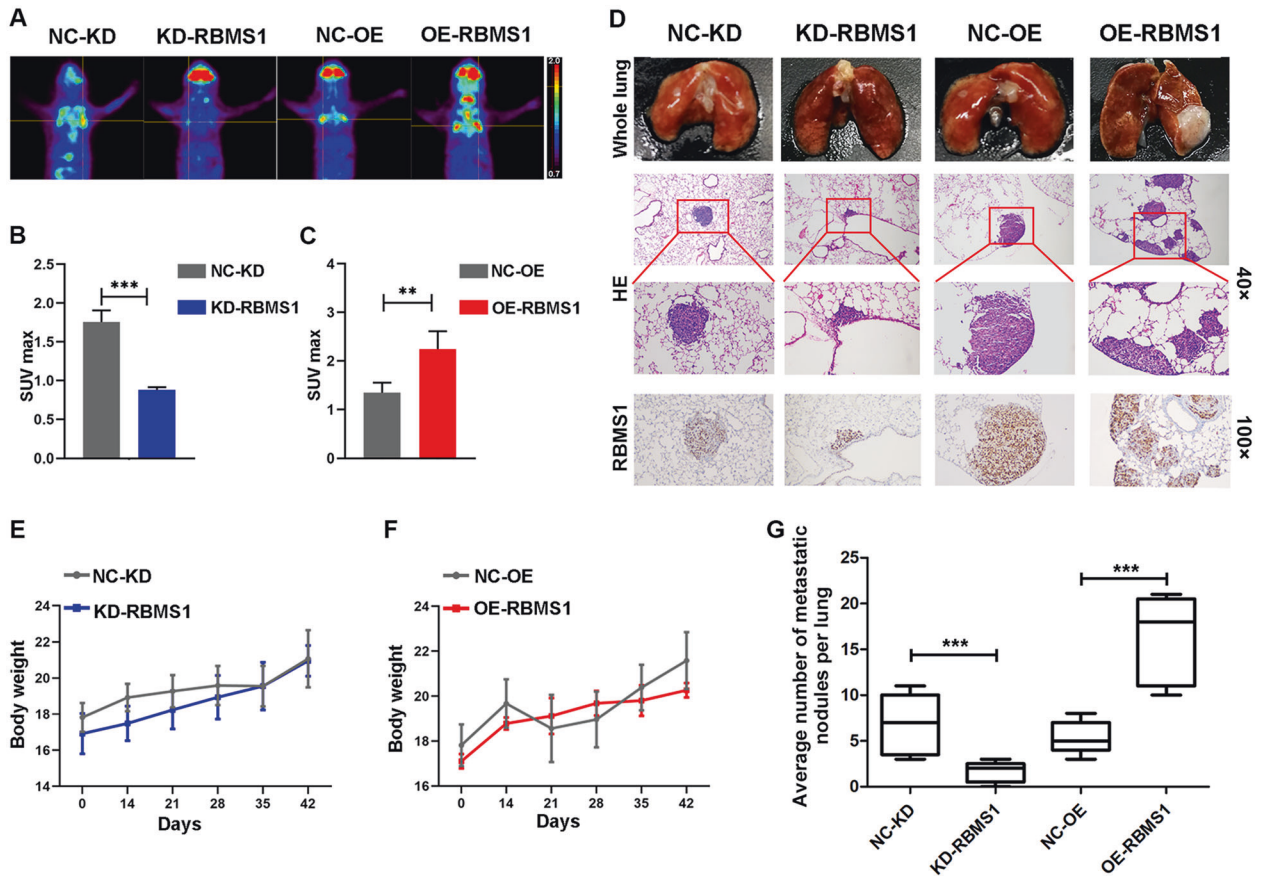 A
NC-KD KD-RBMS1 NC-OE OE-RBMS1
2.0
0.7
B
SUV max
2.5
2.0
1.5
1.0
0.5
0.0
***
NC-KD
KD-RBMS1
C
SUV max
4
3
2
1
0
**
NC-OE
OE-RBMS1
D
NC-KD KD-RBMS1 NC-OE OE-RBMS1
Whole lung
HE
40×
RBMS1
100×
E
NC-KD
KD-RBMS1
Body weight
24
22
20
18
16
14
0 14 21 28 35 42
Days
F
NC-OE
OE-RBMS1
Body weight
24
22
20
18
16
0 14 21 28 35 42
Days
G
Average number of metastatic
nodules per lung
25
20
15
10
5
0
***
***
NC-KD
KD-RBMS1
NC-OE
OE-RBMS1